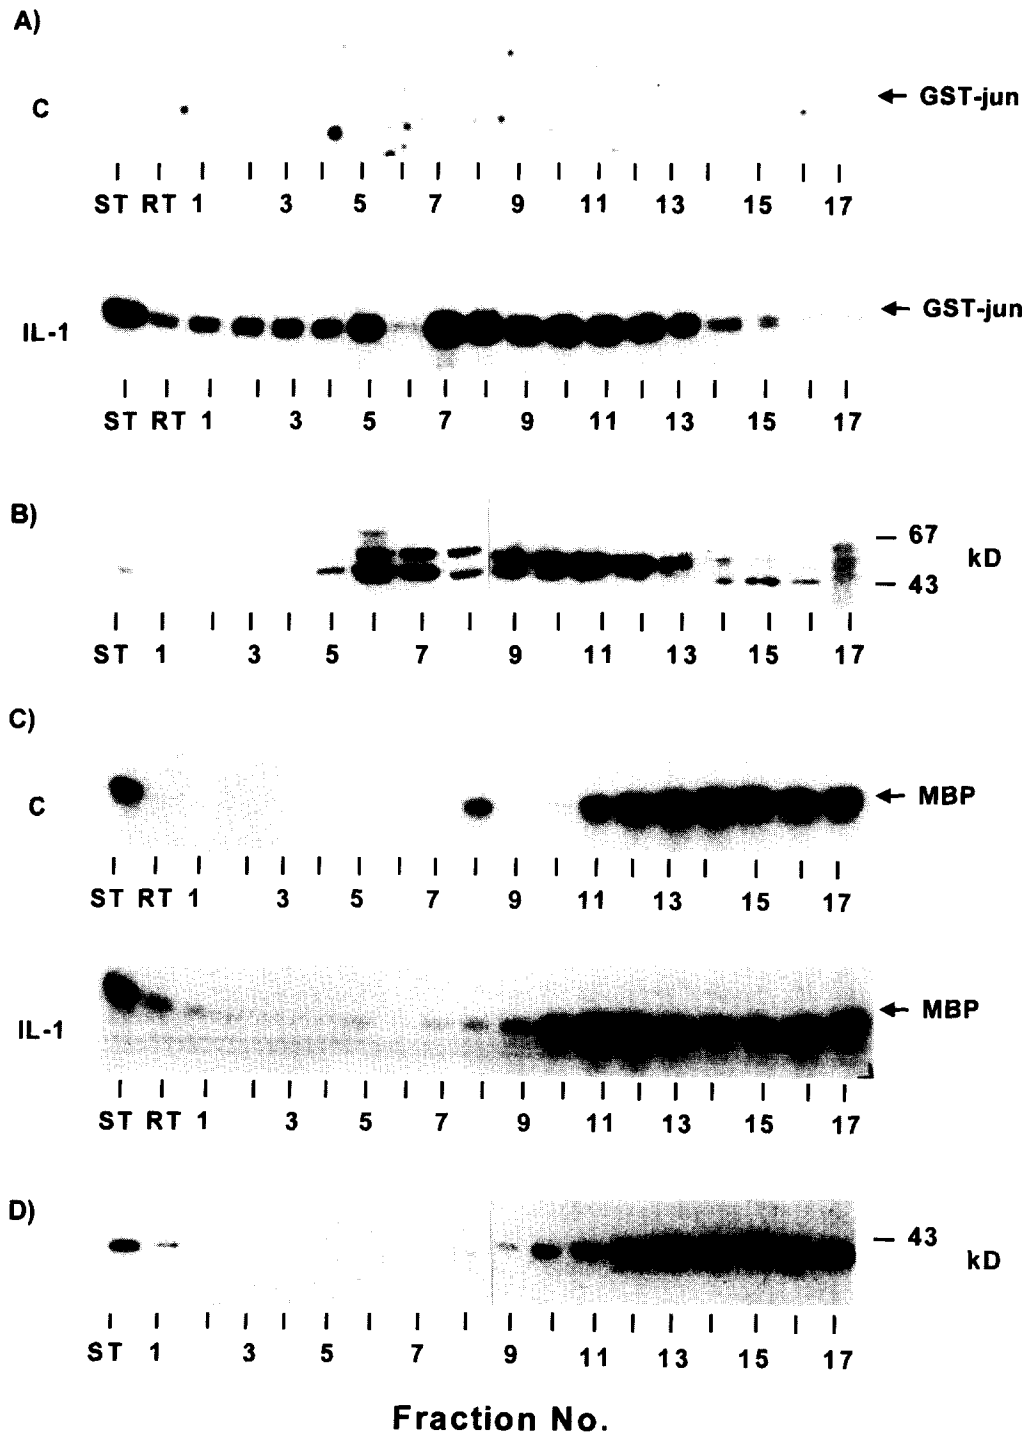 A)
C
← GST-jun
ST RT 1 3 5 7 9 11 13 15 17
IL-1
← GST-jun
ST RT 1 3 5 7 9 11 13 15 17
B)
– 67
kD
– 43
ST 1 3 5 7 9 11 13 15 17
C)
C
← MBP
ST RT 1 3 5 7 9 11 13 15 17
IL-1
← MBP
ST RT 1 3 5 7 9 11 13 15 17
D)
– 43
kD
ST 1 3 5 7 9 11 13 15 17
Fraction No.